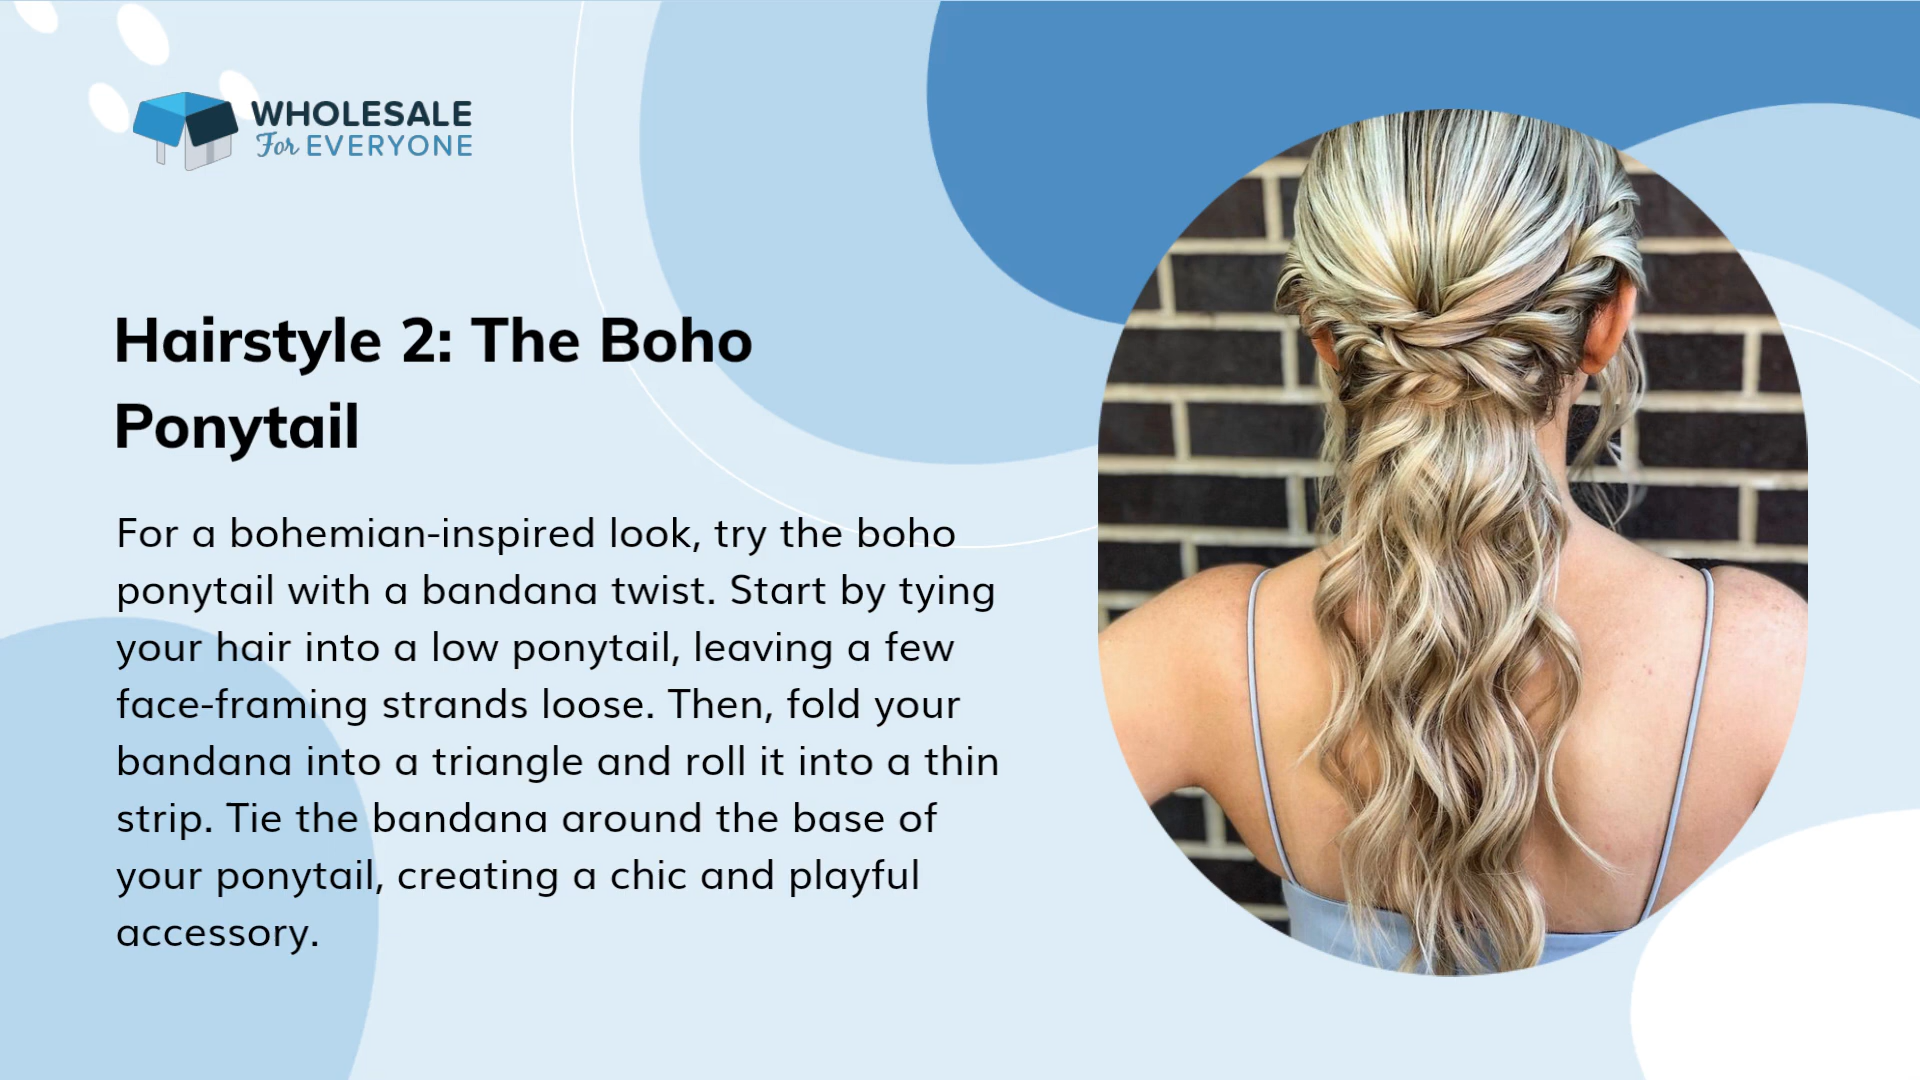 WHOLESALE
For EVERYONE
Hairstyle 2: The Boho
Ponytail
For a bohemian-inspired look, try the boho
ponytail with a bandana twist. Start by tying
your hair into a low ponytail, leaving a few
face-framing strands loose. Then, fold your
bandana into a triangle and roll it into a thin
strip. Tie the bandana around the base of
your ponytail, creating a chic and playful
accessory.